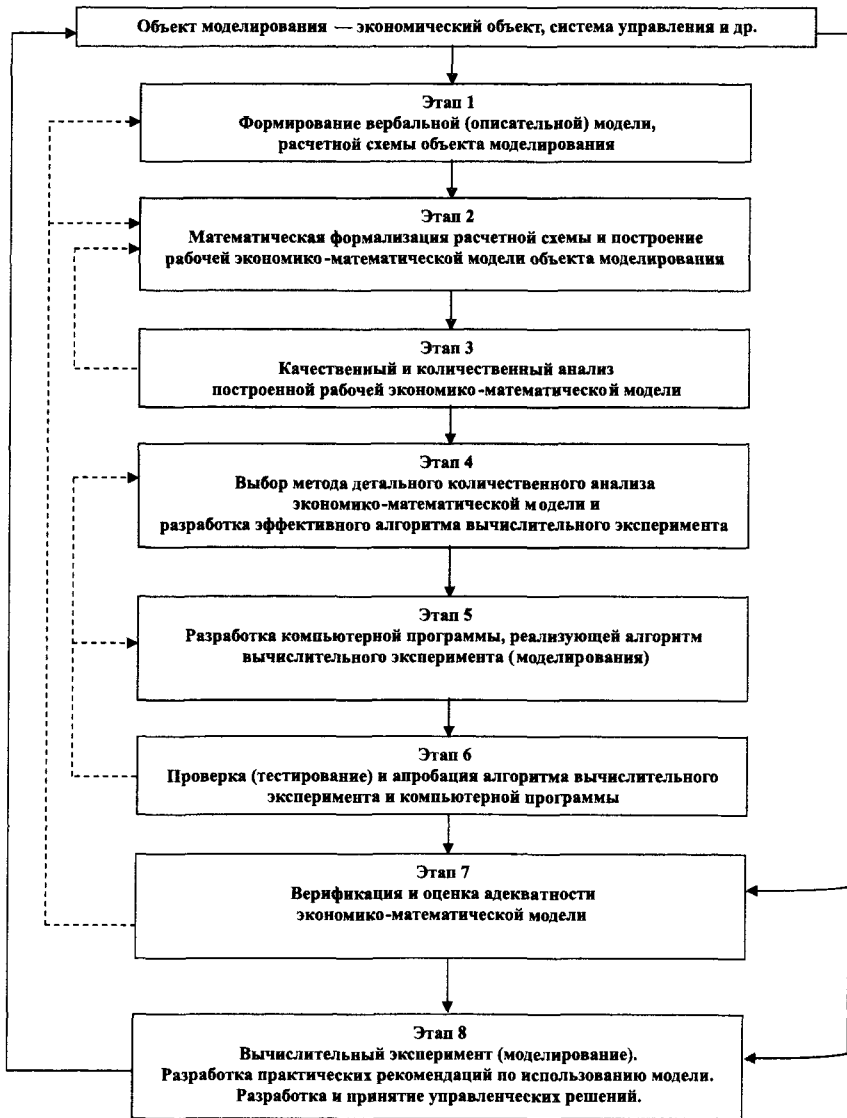 Объект моделирования — экономический объект, система управления и др.
Этап 1
Формирование вербальной (описательной) модели,
расчетной схемы объекта моделирования
Этап 2
Математическая формализация расчетной схемы и построение
рабочей экономико-математической модели объекта моделирования
Этап 3
Качественный и количественный анализ
построенной рабочей экономико-математической модели
Этап 4
Выбор метода детального количественного анализа
экономико-математической модели и
разработка эффективного алгоритма вычислительного эксперимента
Этап 5
Разработка компьютерной программы, реализующей алгоритм
вычислительного эксперимента (моделирования)
Этап 6
Проверка (тестирование) и апробация алгоритма вычислительного
эксперимента и компьютерной программы
Этап 7
Верификация и оценка адекватности
экономико-математической модели
Этап 8
Вычислительный эксперимент (моделирование).
Разработка практических рекомендаций по использованию модели.
Разработка и принятие управленческих решений.